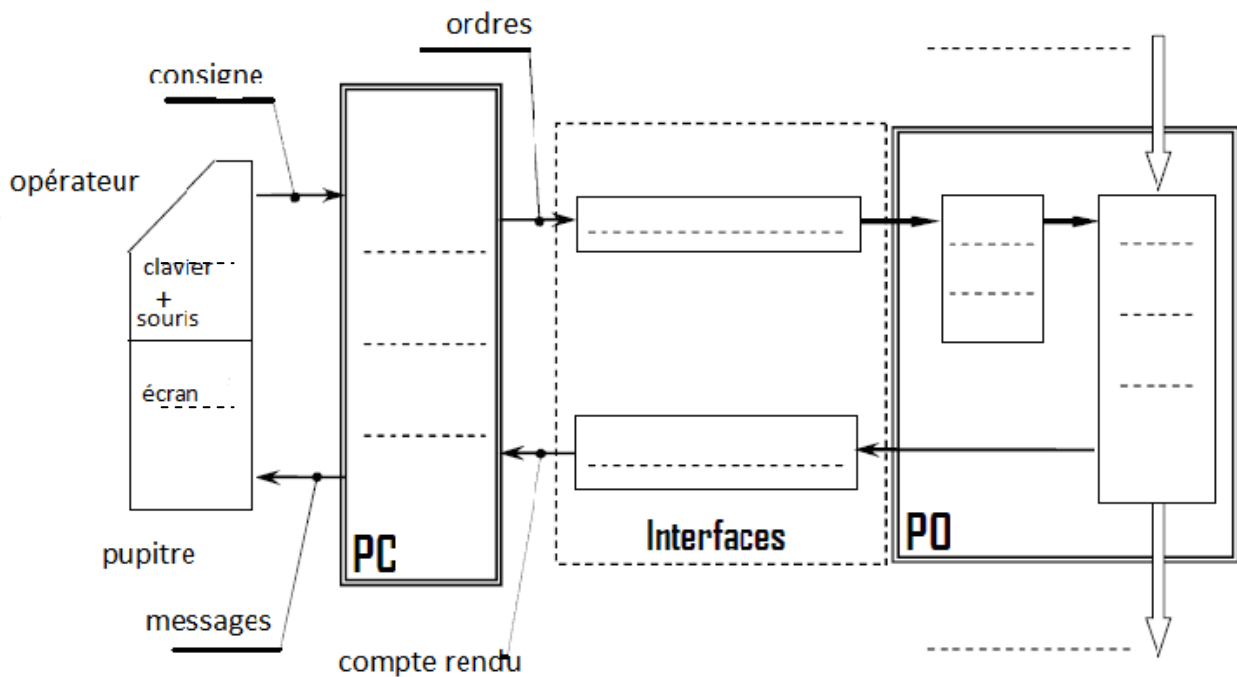 ordres
consigne
opérateur
clavier
+
souris
écran
PC
Interfaces
PO
pupitre
messages
compte rendu